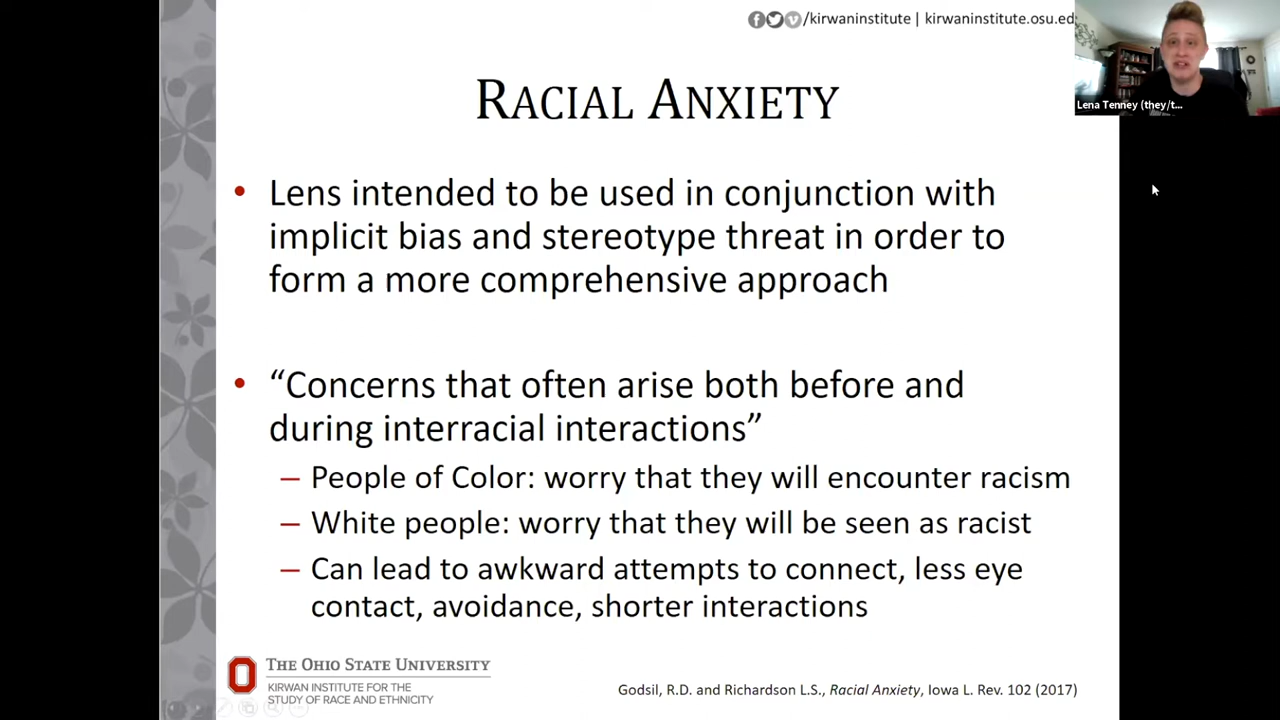 /kirwaninstitute | kirwaninstitute.osu.ed
Lena Tenney (they/t...
RACIAL ANXIETY
• Lens intended to be used in conjunction with
implicit bias and stereotype threat in order to
form a more comprehensive approach
• “Concerns that often arise both before and
during interracial interactions”
– People of Color: worry that they will encounter racism
– White people: worry that they will be seen as racist
– Can lead to awkward attempts to connect, less eye
contact, avoidance, shorter interactions
THE OHIO STATE UNIVERSITY
KIRWAN INSTITUTE FOR THE
STUDY OF RACE AND ETHNICITY
Godsil, R.D. and Richardson L.S., Racial Anxiety, Iowa L. Rev. 102 (2017)